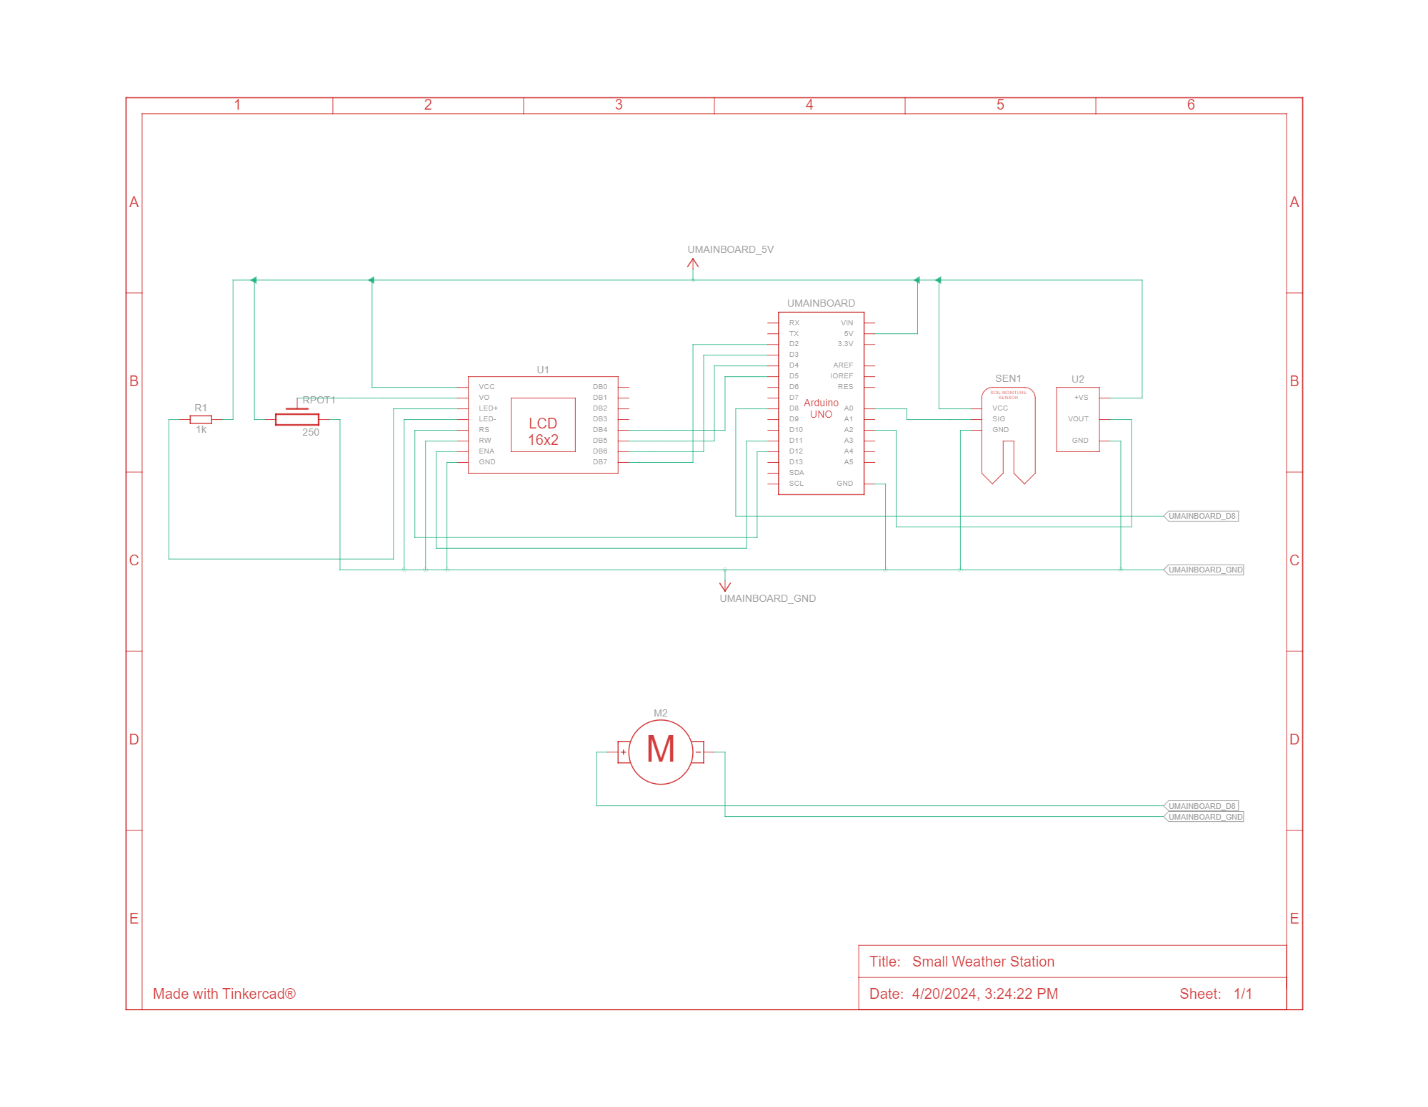 1 2 3 4 5 6
A A
UMAINBOARD_5V
UMAINBOARD
RX VIN
TX 5V
D2 3.3V
D3
D4 AREF
D5 IOREF
D6 RES
D7
D8 A0
D9 A1
D10 A2
D11 A3
D12 A4
D13 A5
SDA
SCL GND
Arduino
UNO
B B
U1
VCC DB0
VO DB1
LED+ DB2
LED- DB3
RS DB4
RW DB5
ENA DB6
GND DB7
LCD
16x2
R1
1k
RPOT1
250
SEN1
SOIL MOISTURE
SENSOR
VCC
SIG
GND
U2
+VS
VOUT
GND
UMAINBOARD_D8
C C
UMAINBOARD_GND
UMAINBOARD_GND
M2
D D
+ M -
UMAINBOARD_D8
UMAINBOARD_GND
E E
Title: Small Weather Station
Made with Tinkercad®
Date: 4/20/2024, 3:24:22 PM Sheet: 1/1